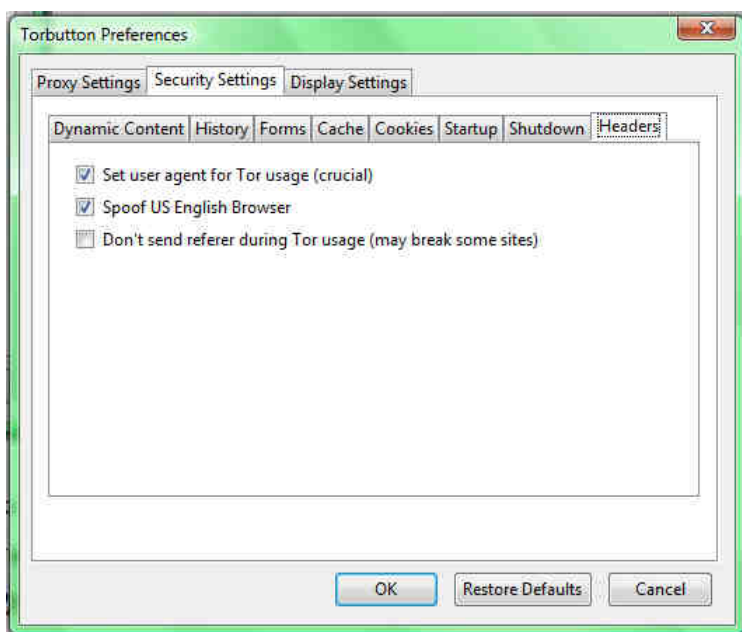 Torbutton Preferences
Proxy Settings Security Settings Display Settings
Dynamic Content History Forms Cache Cookies Startup Shutdown Headers
Set user agent for Tor usage (crucial)
Spoof US English Browser
Don't send referer during Tor usage (may break some sites)
OK Restore Defaults Cancel